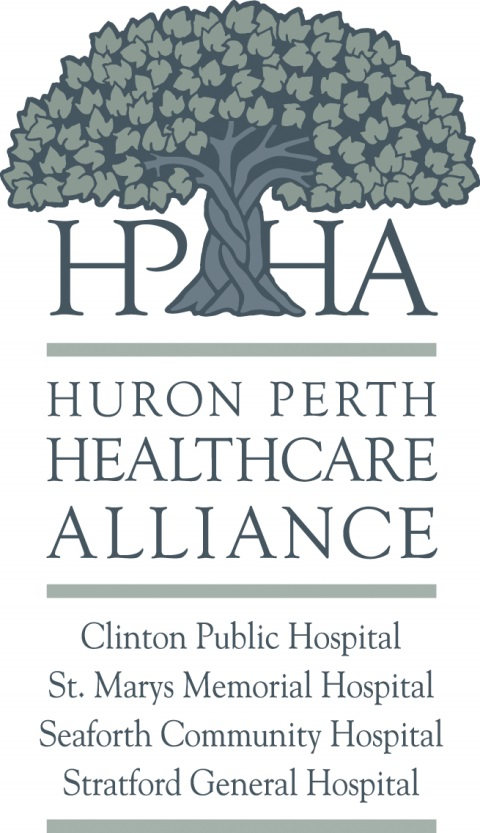 HPHA
HURON PERTH
HEALTHCARE
ALLIANCE
Clinton Public Hospital
St. Marys Memorial Hospital
Seaforth Community Hospital
Stratford General Hospital